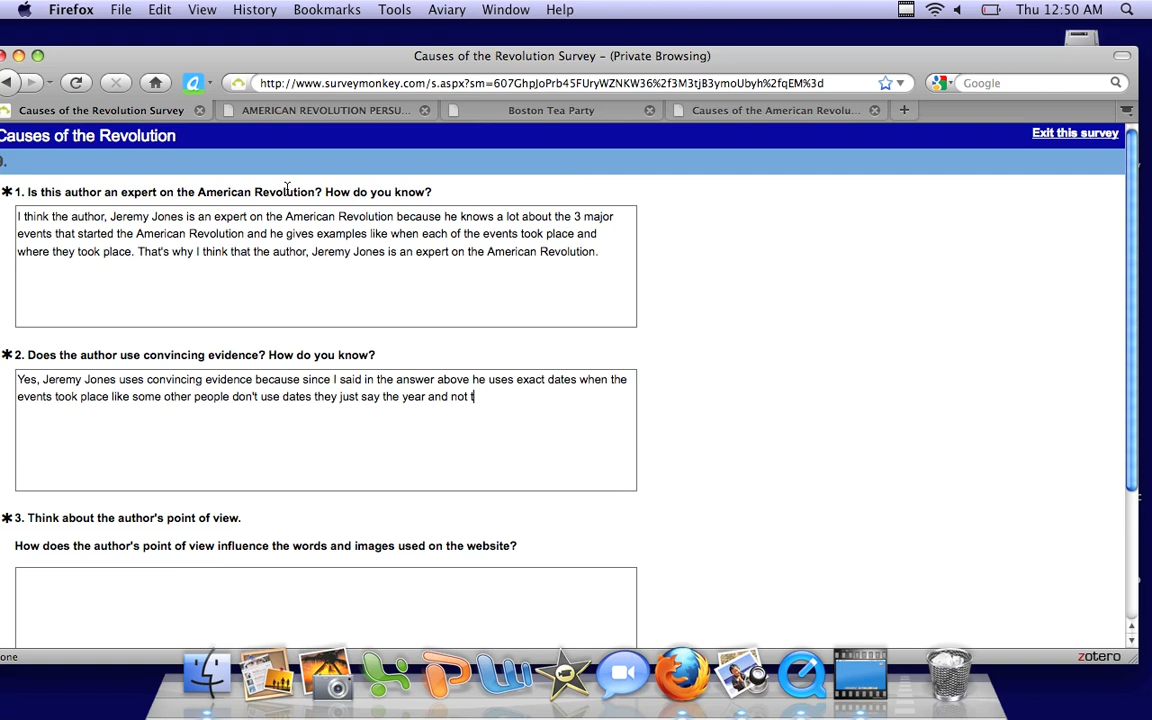 Firefox File Edit View History Bookmarks Tools Aviary Window Help Thu 12:50 AM
Causes of the Revolution Survey – (Private Browsing)
http://www.surveymonkey.com/s.aspx?sm=607GhpJoPrb45FUryWZNKW36%2f3M3tjB3ymoUbyh%2fqEM%3d Google
Causes of the Revolution Survey AMERICAN REVOLUTION PERSU... Boston Tea Party Causes of the American Revolu...
Causes of the Revolution Exit this survey
1. Is this author an expert on the American Revolution? How do you know?
I think the author, Jeremy Jones is an expert on the American Revolution because he knows a lot about the 3 major
events that started the American Revolution and he gives examples like when each of the events took place and
where they took place. That's why I think that the author, Jeremy Jones is an expert on the American Revolution.
2. Does the author use convincing evidence? How do you know?
Yes, Jeremy Jones uses convincing evidence because since I said in the answer above he uses exact dates when the
events took place like some other people don't use dates they just say the year and not t
3. Think about the author's point of view.
How does the author's point of view influence the words and images used on the website?
one
zotero